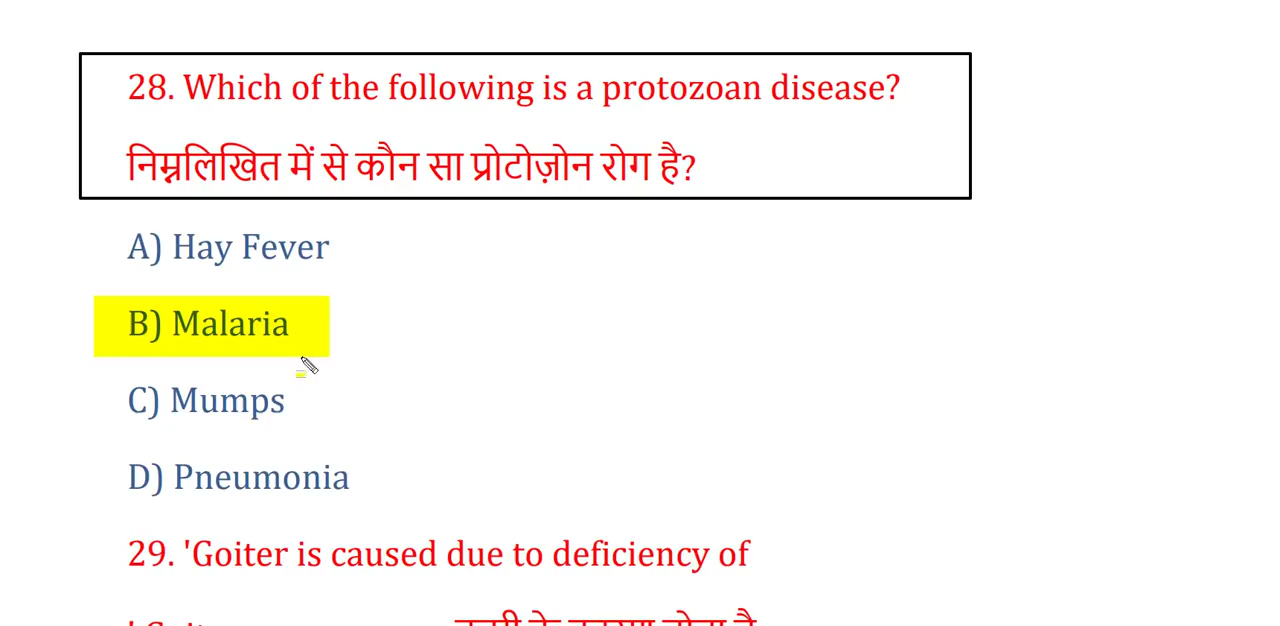 28. Which of the following is a protozoan disease?
निम्नलिखित में से कौन सा प्रोटोज़ोन रोग है?
A) Hay Fever
B) Malaria
C) Mumps
D) Pneumonia
29. 'Goiter is caused due to deficiency of